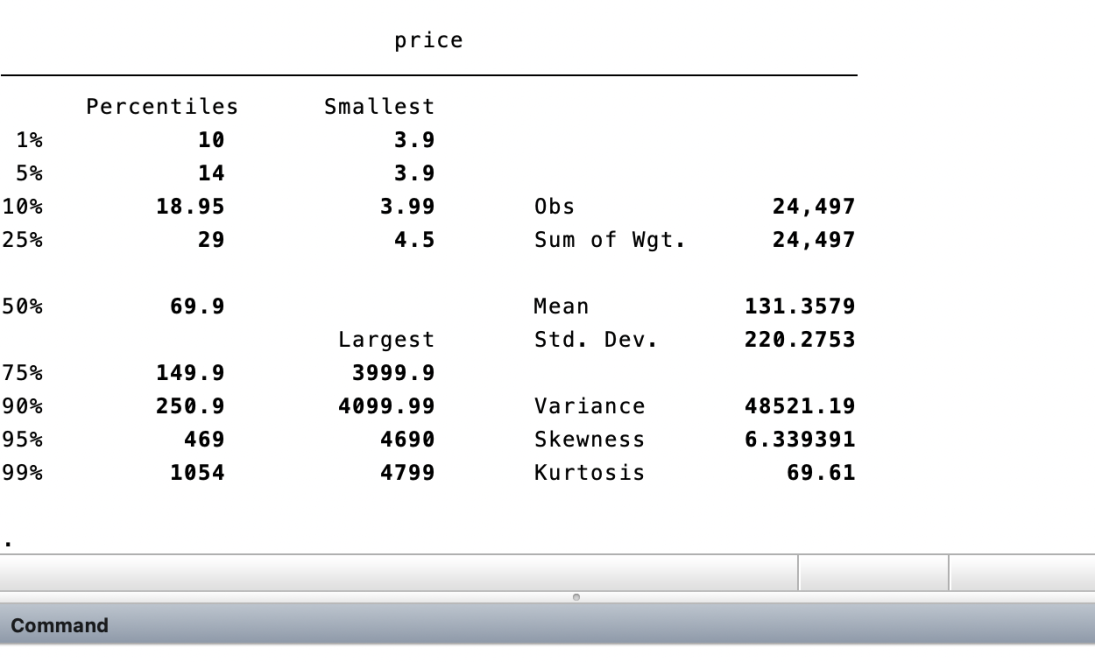 price
Percentiles Smallest
1% 10 3.9
5% 14 3.9
10% 18.95 3.99 Obs 24,497
25% 29 4.5 Sum of Wgt. 24,497
50% 69.9 Mean 131.3579
Largest Std. Dev. 220.2753
75% 149.9 3999.9
90% 250.9 4099.99 Variance 48521.19
95% 469 4690 Skewness 6.339391
99% 1054 4799 Kurtosis 69.61
.
Command